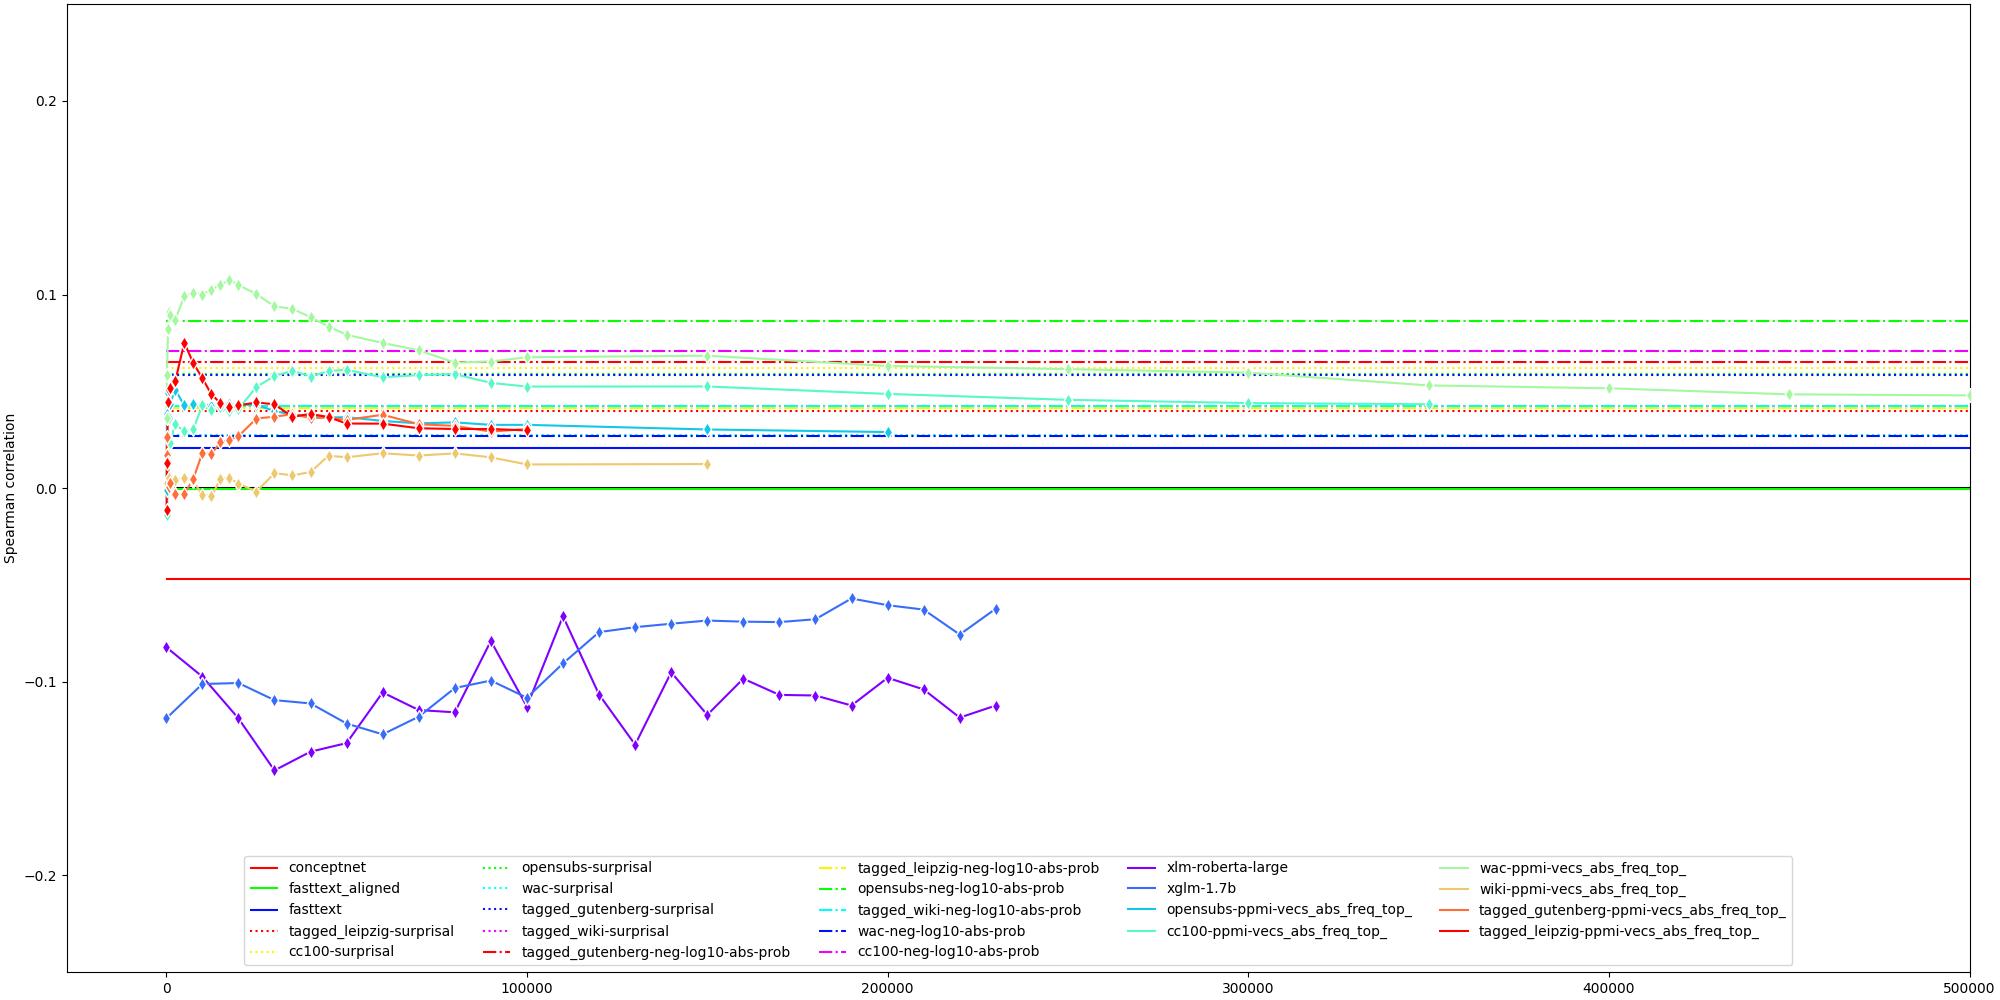 0.2
0.1
0.0
−0.1
−0.2
Spearman correlation
conceptnet
fasttext_aligned
fasttext
tagged_leipzig-surprisal
cc100-surprisal
opensubs-surprisal
wac-surprisal
tagged_gutenberg-surprisal
tagged_wiki-surprisal
tagged_gutenberg-neg-log10-abs-prob
tagged_leipzig-neg-log10-abs-prob
opensubs-neg-log10-abs-prob
tagged_wiki-neg-log10-abs-prob
wac-neg-log10-abs-prob
cc100-neg-log10-abs-prob
xlm-roberta-large
xglm-1.7b
opensubs-ppmi-vecs_abs_freq_top_
cc100-ppmi-vecs_abs_freq_top_
wac-ppmi-vecs_abs_freq_top_
wiki-ppmi-vecs_abs_freq_top_
tagged_gutenberg-ppmi-vecs_abs_freq_top_
tagged_leipzig-ppmi-vecs_abs_freq_top_
0
100000
200000
300000
400000
500000